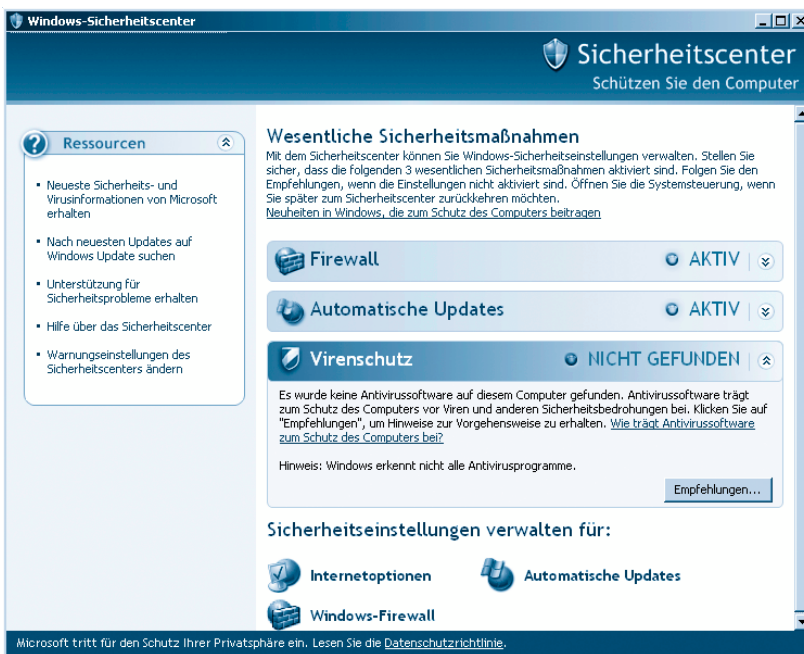 Windows-Sicherheitscenter
Sicherheitscenter
Schützen Sie den Computer
Ressourcen
• Neueste Sicherheits- und
Virusinformationen von Microsoft
erhalten
• Nach neuesten Updates auf
Windows Update suchen
• Unterstützung für
Sicherheitsprobleme erhalten
• Hilfe über das Sicherheitscenter
• Warnungseinstellungen des
Sicherheitscenters ändern
Wesentliche Sicherheitsmaßnahmen
Mit dem Sicherheitscenter können Sie Windows-Sicherheitseinstellungen verwalten. Stellen Sie
sicher, dass die folgenden 3 wesentlichen Sicherheitsmaßnahmen aktiviert sind. Folgen Sie den
Empfehlungen, wenn die Einstellungen nicht aktiviert sind. Öffnen Sie die Systemsteuerung, wenn
Sie später zum Sicherheitscenter zurückkehren möchten.
Neuheiten in Windows, die zum Schutz des Computers beitragen
Firewall AKTIV
Automatische Updates AKTIV
Virenschutz NICHT GEFUNDEN
Es wurde keine Antivirussoftware auf diesem Computer gefunden. Antivirussoftware trägt
zum Schutz des Computers vor Viren und anderen Sicherheitsbedrohungen bei. Klicken Sie auf
"Empfehlungen", um Hinweise zur Vorgehensweise zu erhalten. Wie trägt Antivirussoftware
zum Schutz des Computers bei?
Hinweis: Windows erkennt nicht alle Antivirusprogramme.
Empfehlungen...
Sicherheitseinstellungen verwalten für:
Internetoptionen Automatische Updates
Windows-Firewall
Microsoft tritt für den Schutz Ihrer Privatsphäre ein. Lesen Sie die Datenschutzrichtlinie.